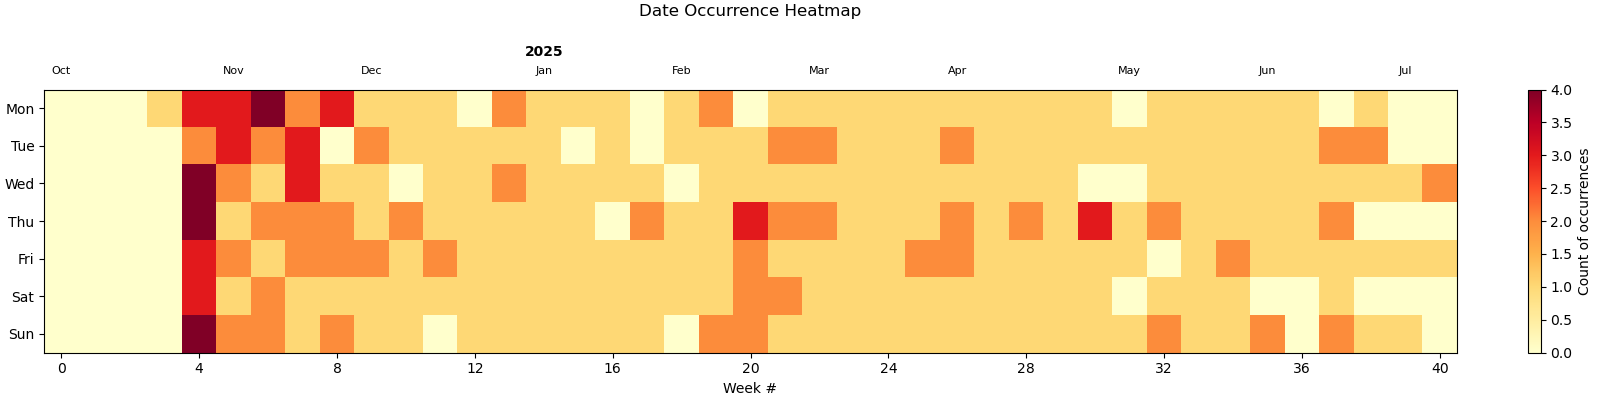 Date Occurrence Heatmap
2025
Oct Nov Dec Jan Feb Mar Apr May Jun Jul
Mon
Tue
Wed
Thu
Fri
Sat
Sun
0 4 8 12 16 20 24 28 32 36 40
Week #
4.0
3.5
3.0
2.5
2.0
1.5
1.0
0.5
0.0
Count of occurrences